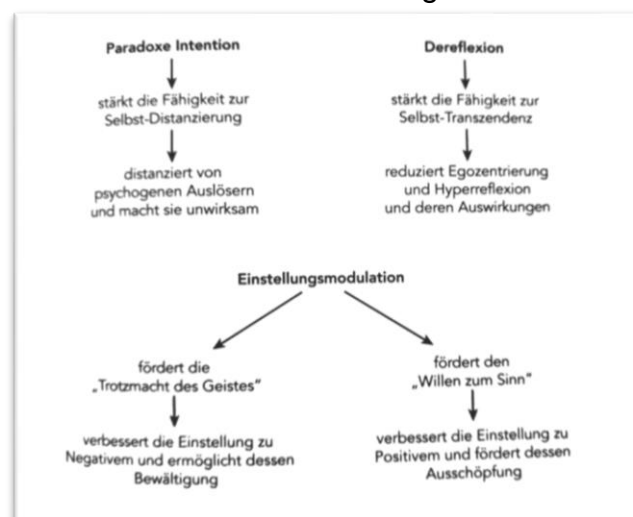 Paradoxe Intention
stärkt die Fähigkeit zur
Selbst-Distanzierung
distanziert von
psychogenen Auslösern
und macht sie unwirksam
Dereflexion
stärkt die Fähigkeit zur
Selbst-Transzendenz
reduziert Egozentrierung
und Hyperreflexion
und deren Auswirkungen
Einstellungsmodulation
fördert die
„Trotzmacht des Geistes"
verbessert die Einstellung zu
Negativem und ermöglicht dessen
Bewältigung
fördert den
„Willen zum Sinn"
verbessert die Einstellung zu
Positivem und fördert dessen
Ausschöpfung